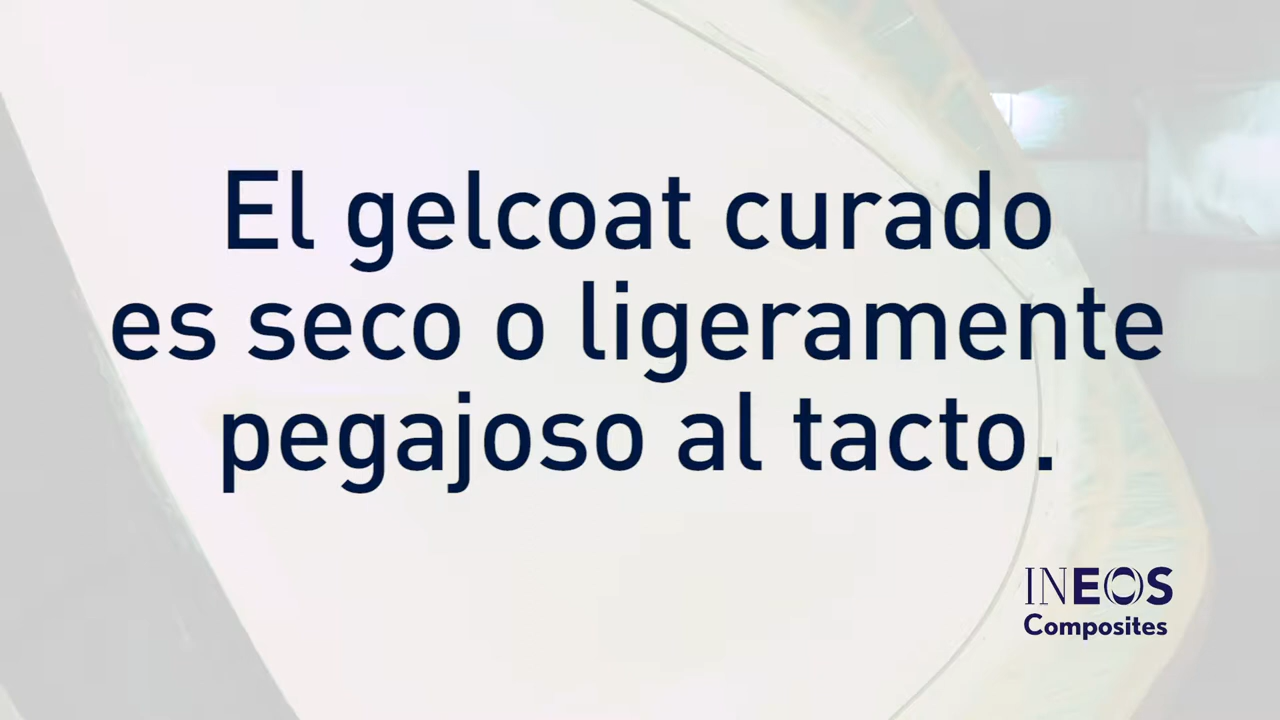 El gelcoat curado
es seco o ligeramente
pegajoso al tacto.
INEOS
Composites